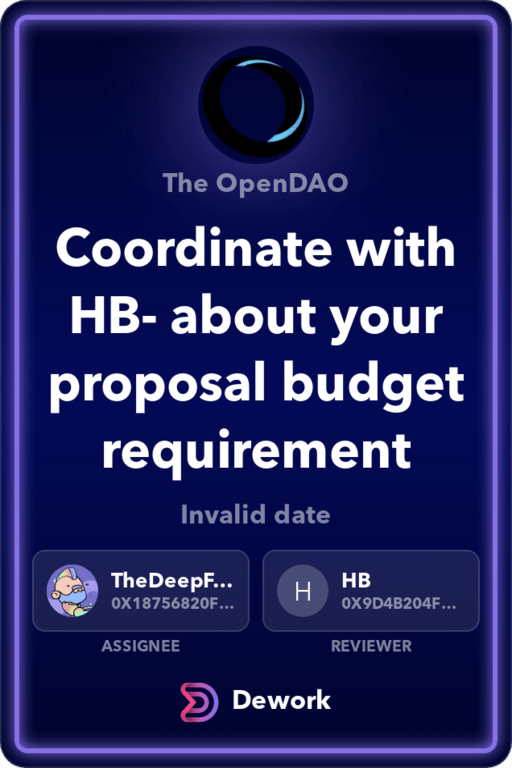 The OpenDAO
Coordinate with
HB- about your
proposal budget
requirement
Invalid date
TheDeepF...
0X18756820F...
ASSIGNEE
H
HB
0X9D4B204F...
REVIEWER
Dework